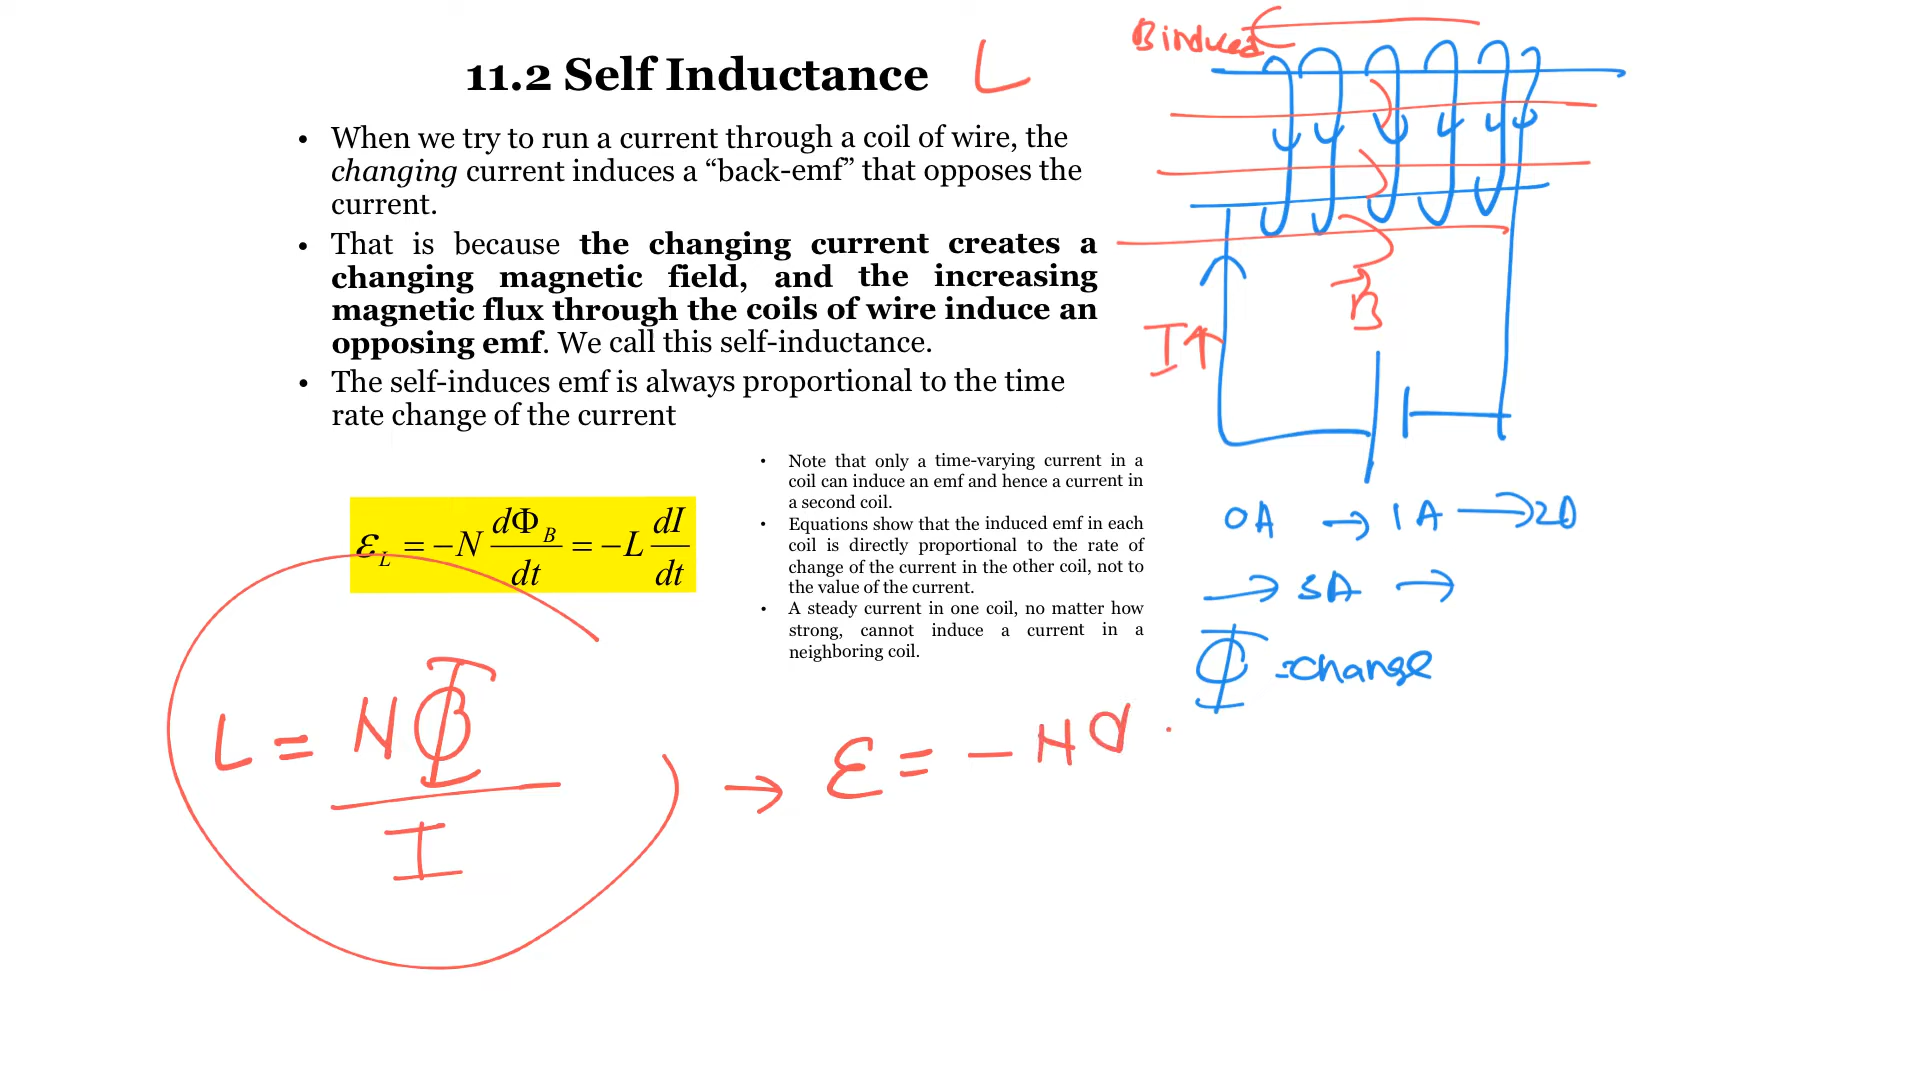 11.2 Self Inductance L
• When we try to run a current through a coil of wire, the
changing current induces a “back-emf” that opposes the
current.
• That is because the changing current creates a
changing magnetic field, and the increasing
magnetic flux through the coils of wire induce an
opposing emf. We call this self-inductance.
• The self-induces emf is always proportional to the time
rate change of the current
ε_L = −N dΦ_B/dt = −L dI/dt
• Note that only a time-varying current in a
coil can induce an emf and hence a current in
a second coil.
• Equations show that the induced emf in each
coil is directly proportional to the rate of
change of the current in the other coil, not to
the value of the current.
• A steady current in one coil, no matter how
strong, cannot induce a current in a
neighboring coil.
B induced
B
I↑
0A → 1A → 2A
→ 3A →
Φ = change
L = NΦ/I → ε = − N